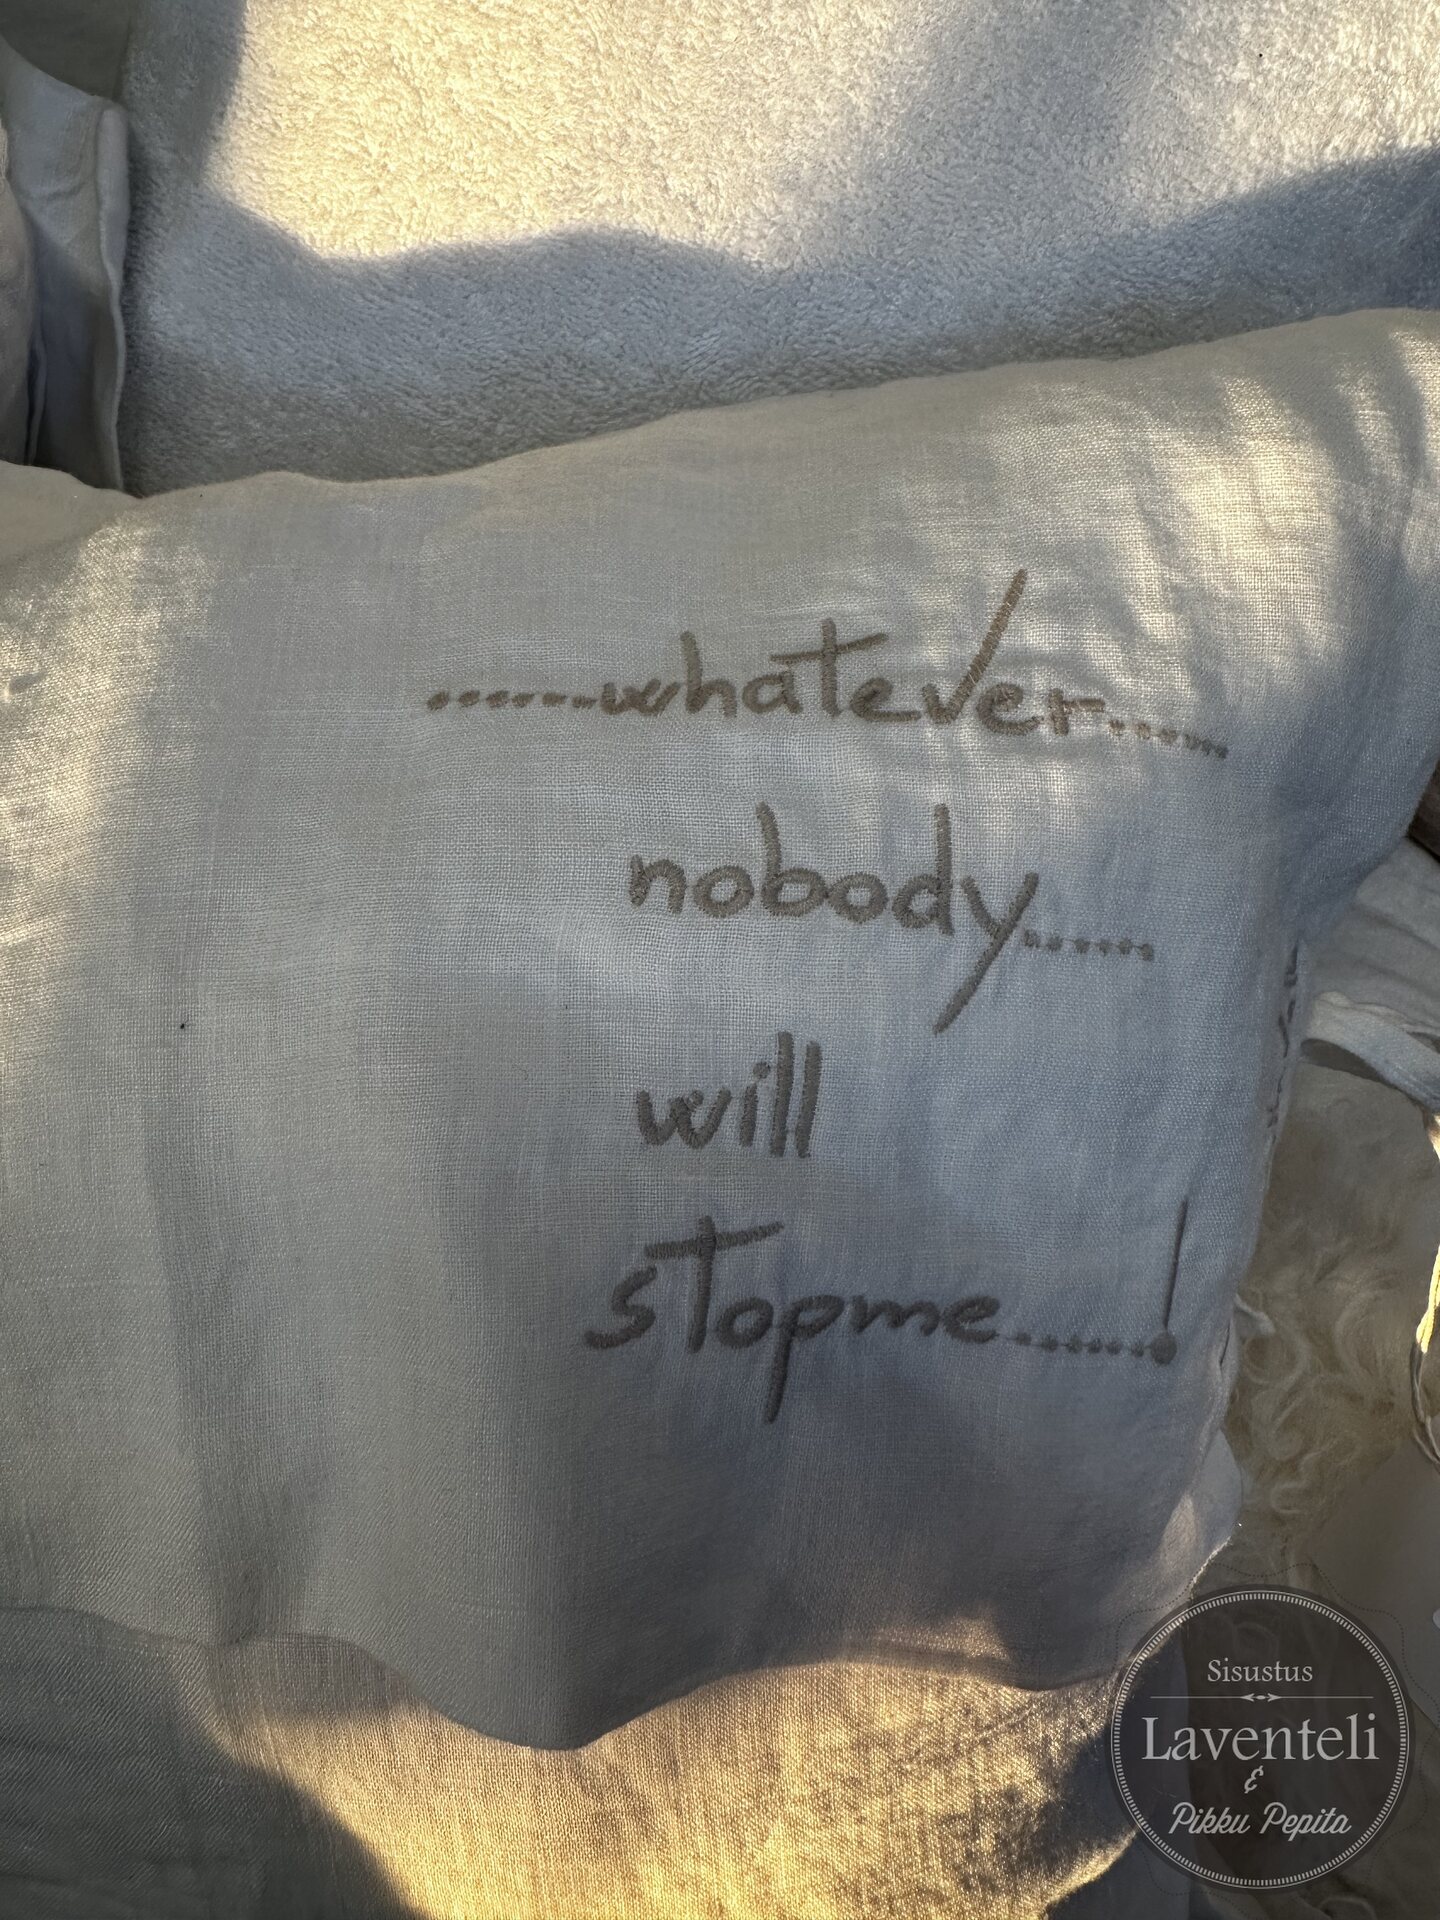 ......whatever......
nobody......
will
stopme......!
Sisustus
Laventeli
&
Pikku Pepita